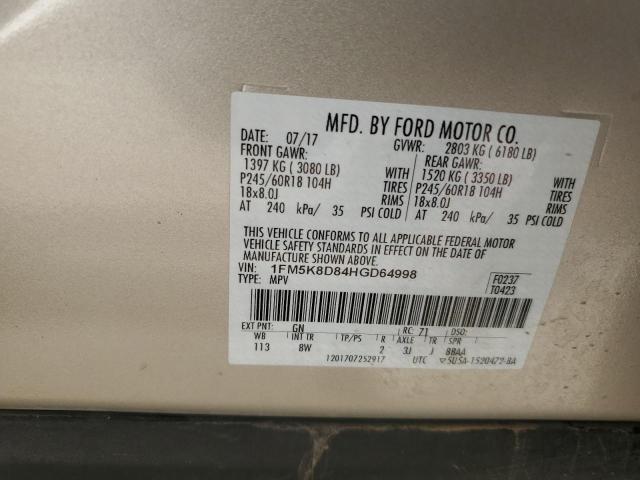 MFD. BY FORD MOTOR CO.
DATE: 07/17 GVWR: 2803 KG ( 6180 LB)
FRONT GAWR: REAR GAWR:
1397 KG ( 3080 LB) WITH 1520 KG ( 3350 LB) WITH
P245/60R18 104H TIRES P245/60R18 104H TIRES
18x8.0J RIMS 18x8.0J RIMS
AT 240 kPa/ 35 PSI COLD AT 240 kPa/ 35 PSI COLD
THIS VEHICLE CONFORMS TO ALL APPLICABLE FEDERAL MOTOR
VEHICLE SAFETY STANDARDS IN EFFECT ON THE DATE OF
MANUFACTURE SHOWN ABOVE.
VIN: 1FM5K8D84HGD64998 F0237
TYPE: MPV T0423
EXT PNT: GN RC: 71 DSO:
WB INT TR TP/PS R AXLE TR SPR
113 8W 2 3J J 8BAA
1201707252917 UTC ▽SU5A-1520472-BA